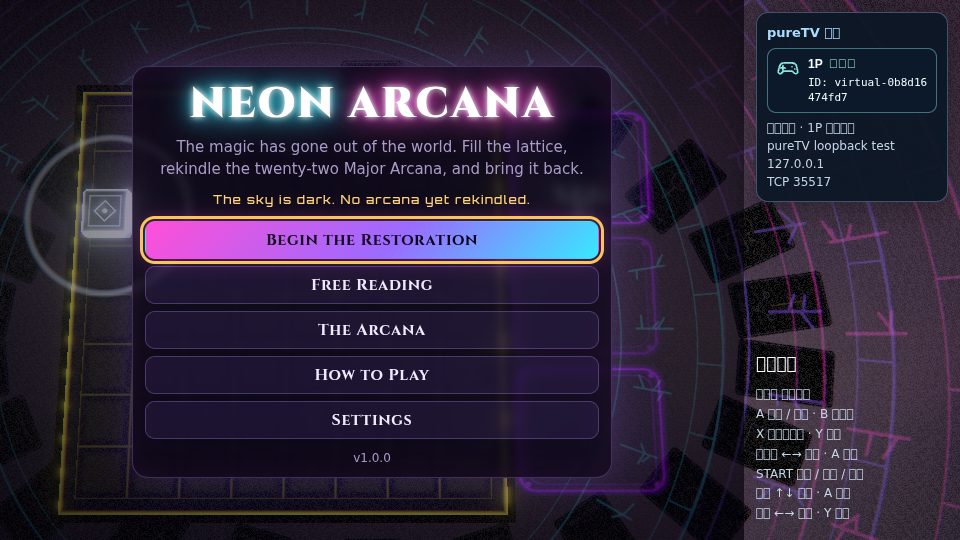 NEON ARCANA
The magic has gone out of the world. Fill the lattice,
rekindle the twenty-two Major Arcana, and bring it back.
The sky is dark. No arcana yet rekindled.
Begin the Restoration
Free Reading
The Arcana
How to Play
Settings
v1.0.0
pureTV
1P
ID: virtual-0b8d16
474fd7
· 1P
pureTV loopback test
127.0.0.1
TCP 35517
A / · B
X · Y
←→ · A
START / /
↑↓ · A
←→ · Y